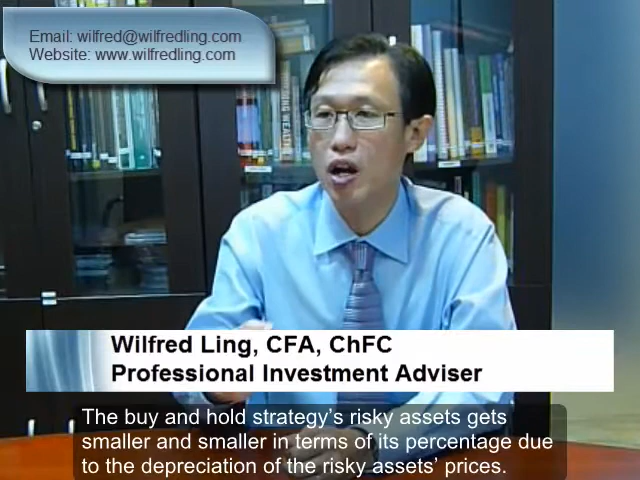 Email: wilfred@wilfredling.com
Website: www.wilfredling.com
Wilfred Ling, CFA, ChFC
Professional Investment Adviser
The buy and hold strategy's risky assets gets
smaller and smaller in terms of its percentage due
to the depreciation of the risky assets' prices.